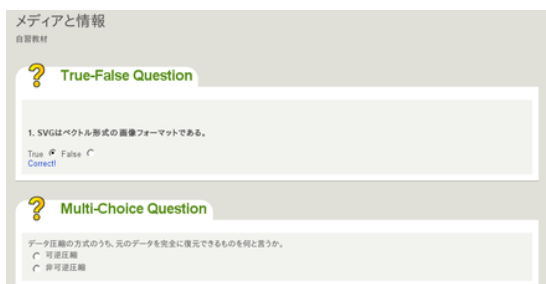 メディアと情報
自習教材
True-False Question
1. SVGはベクトル形式の画像フォーマットである。
True False
Correct!
Multi-Choice Question
データ圧縮の方式のうち、元のデータを完全に復元できるものを何と言うか。
可逆圧縮
非可逆圧縮